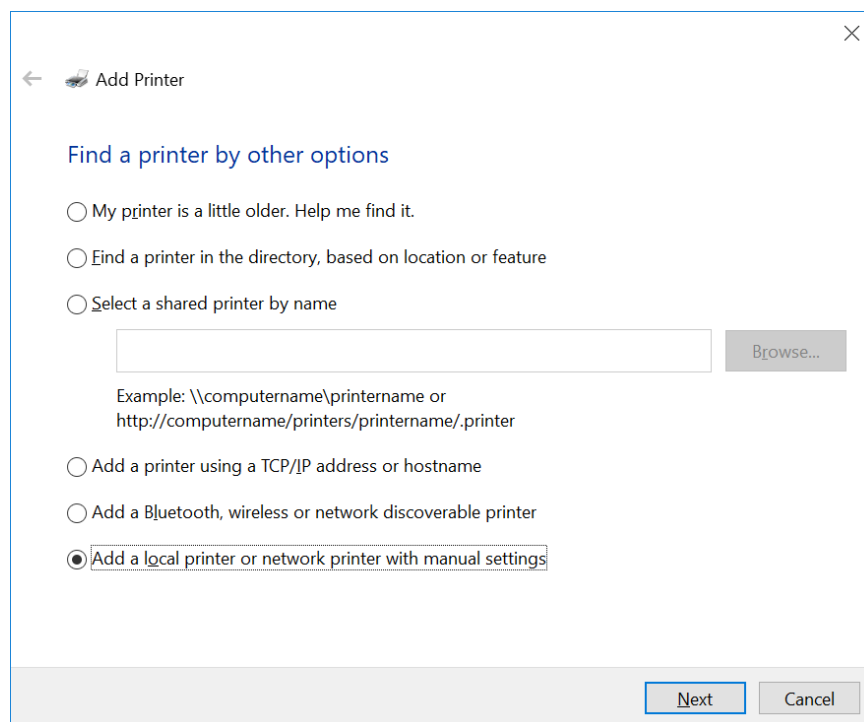 Add Printer
Find a printer by other options
My printer is a little older. Help me find it.
Find a printer in the directory, based on location or feature
Select a shared printer by name
Browse...
Example: \\computername\printername or
http://computername/printers/printername/.printer
Add a printer using a TCP/IP address or hostname
Add a Bluetooth, wireless or network discoverable printer
Add a local printer or network printer with manual settings
Next
Cancel